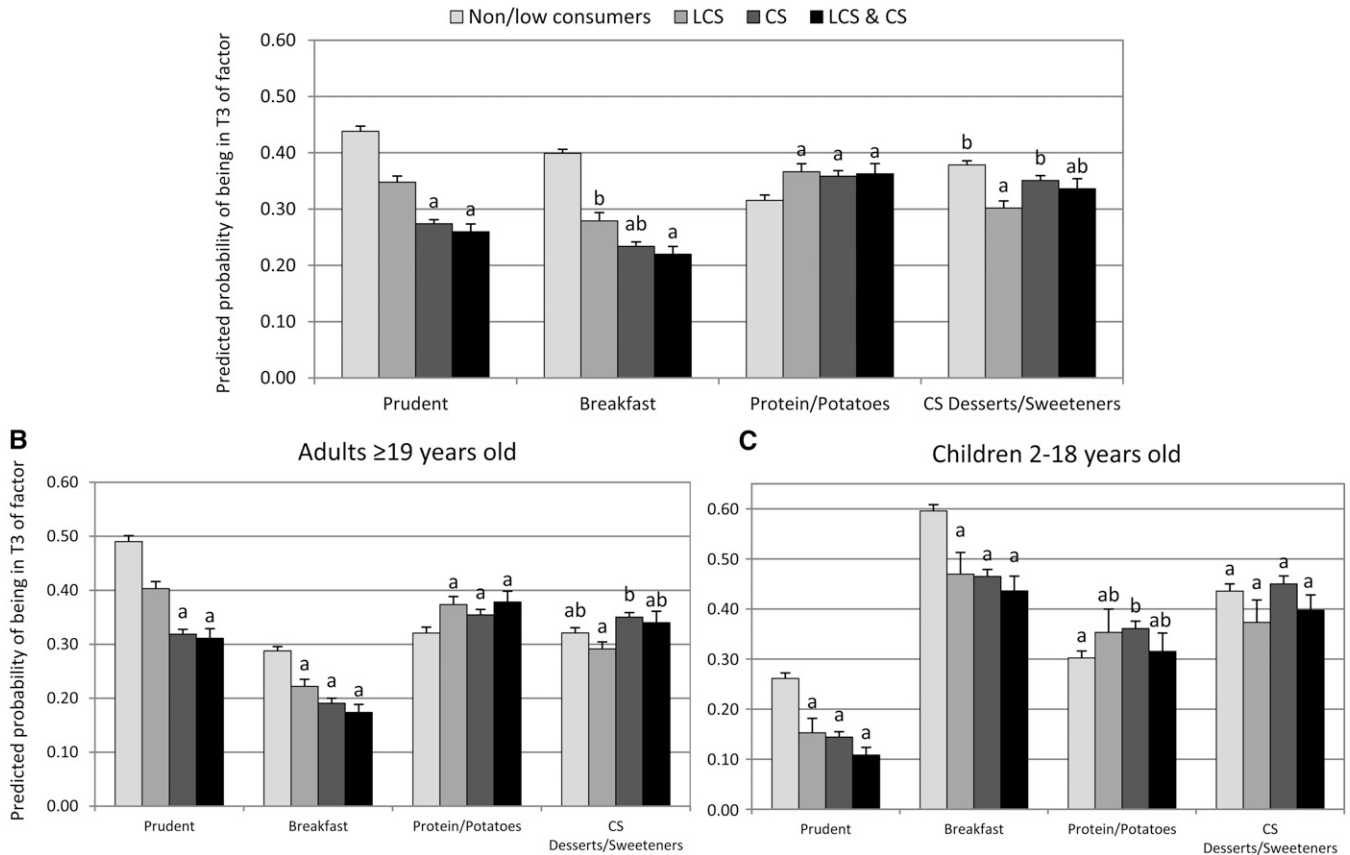 Non/low consumers LCS CS LCS & CS
Predicted probability of being in T3 of factor
0.60
0.50
0.40
0.30
0.20
0.10
0.00
a a
b ab a
a a a
b a b ab
Prudent Breakfast Protein/Potatoes CS Desserts/Sweeteners
B
Adults ≥19 years old
Predicted probability of being in T3 of factor
0.60
0.50
0.40
0.30
0.20
0.10
0.00
a a
a a a
a a a
ab a b ab
Prudent Breakfast Protein/Potatoes CS
Desserts/Sweeteners
C
Children 2-18 years old
0.60
0.50
0.40
0.30
0.20
0.10
0.00
a a a
a a a
a ab b ab
a a a a
Prudent Breakfast Protein/Potatoes CS
Desserts/Sweeteners